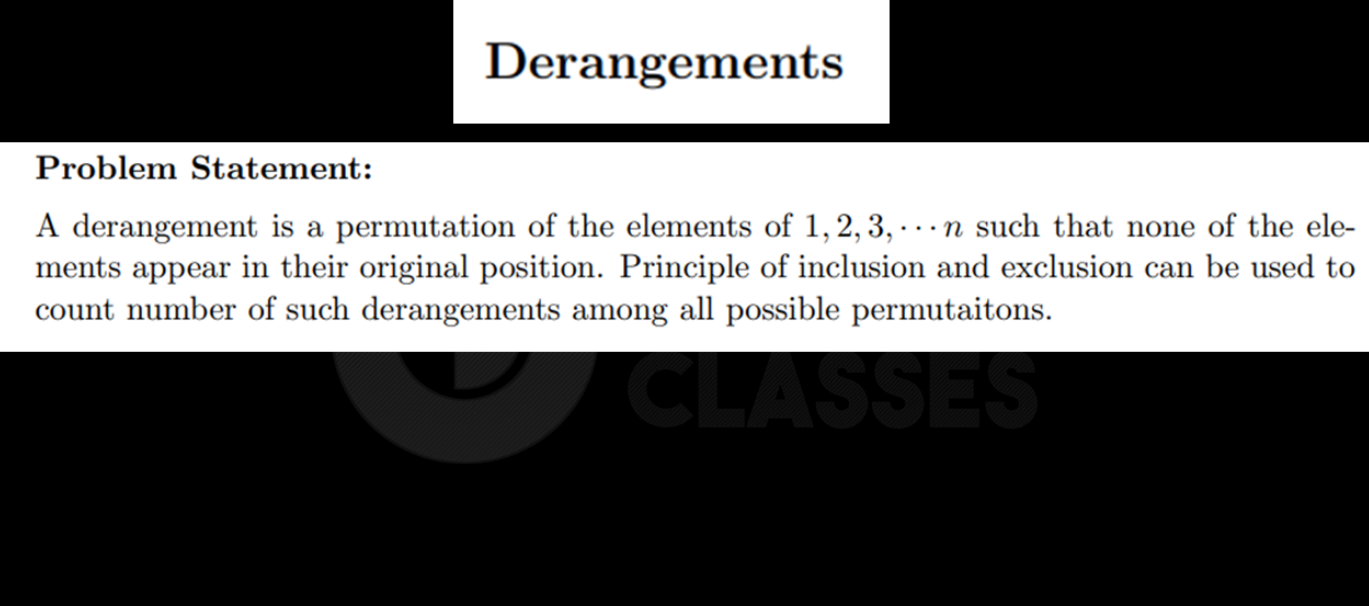 Derangements
Problem Statement:
A derangement is a permutation of the elements of 1, 2, 3, ··· n such that none of the ele-
ments appear in their original position. Principle of inclusion and exclusion can be used to
count number of such derangements among all possible permutaitons.
CLASSES